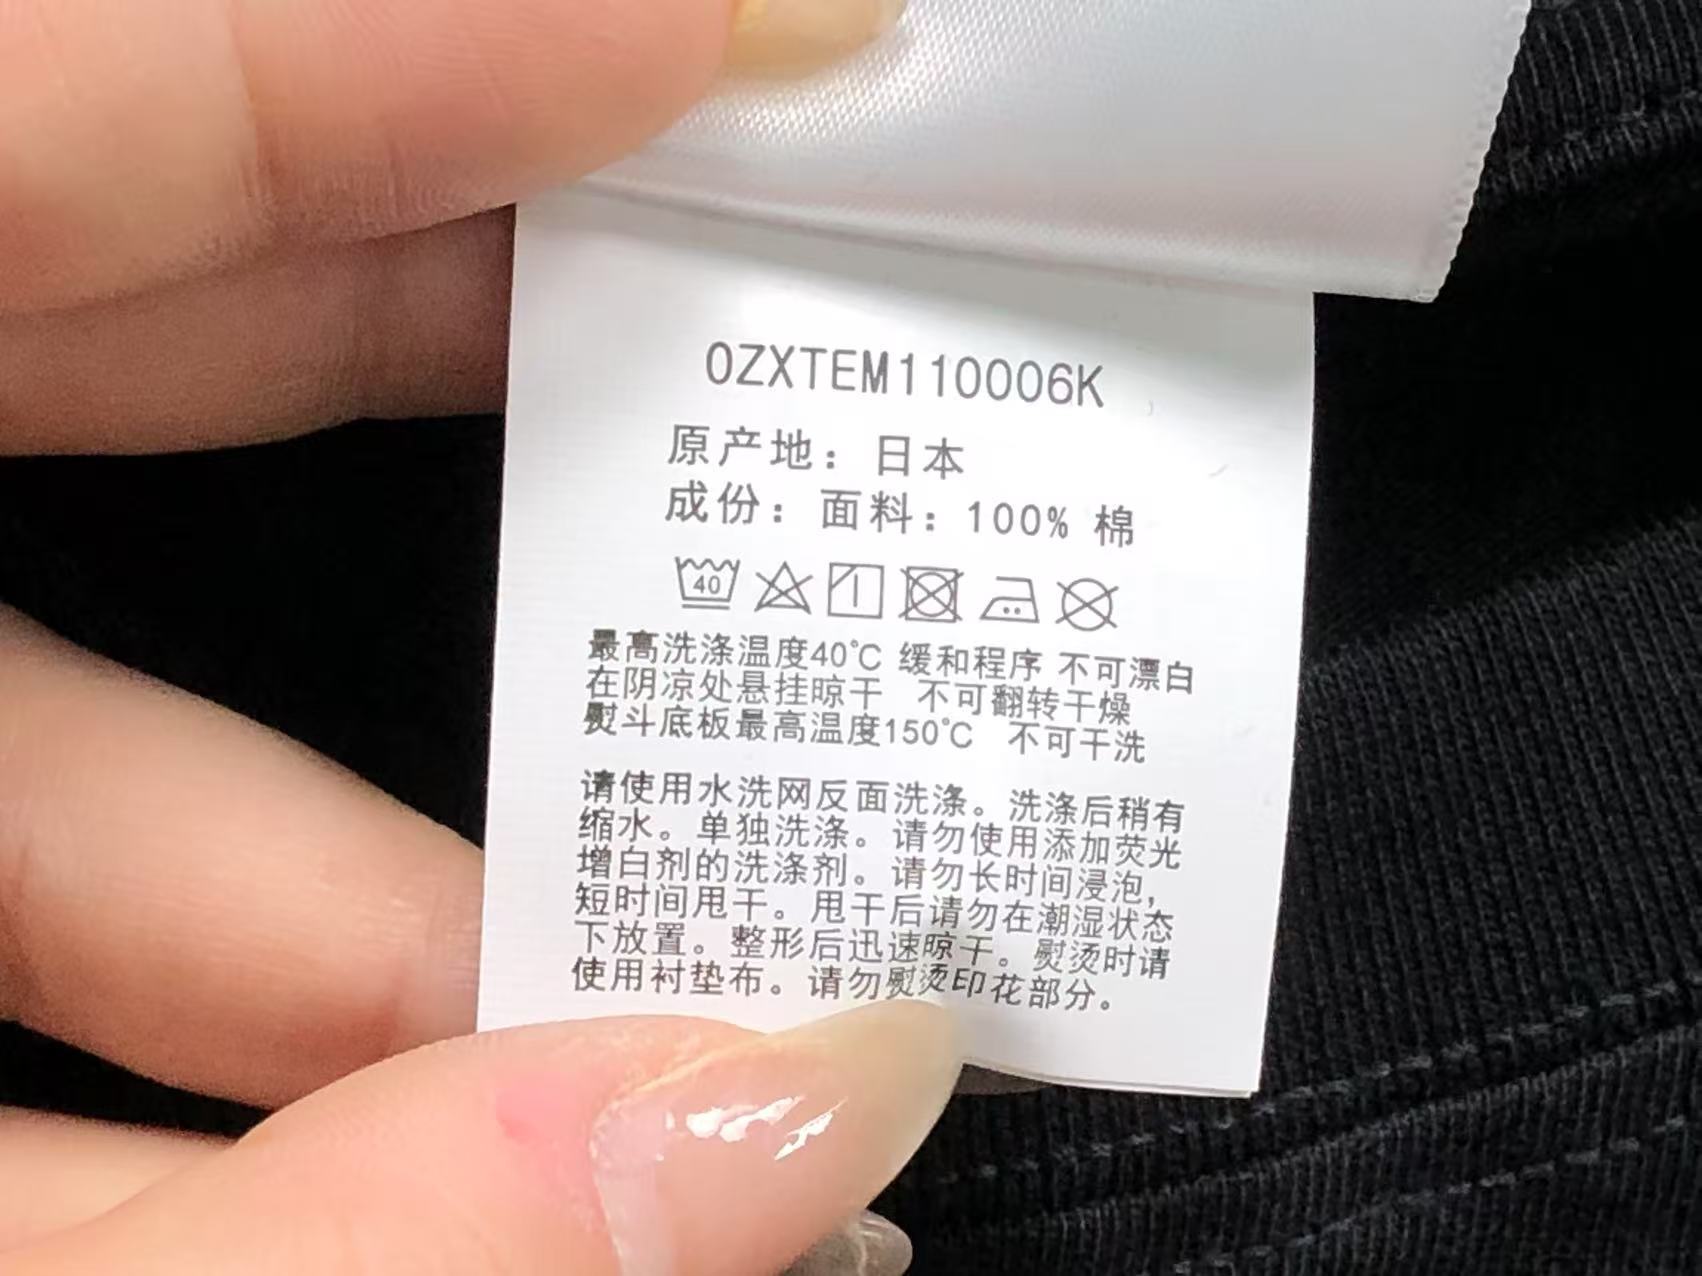 0ZXTEM110006K
原产地：日本
成份：面料：100% 棉
40
最高洗涤温度40℃ 缓和程序 不可漂白
在阴凉处悬挂晾干 不可翻转干燥
熨斗底板最高温度150℃ 不可干洗
请使用水洗网反面洗涤。洗涤后稍有
缩水。单独洗涤。请勿使用添加荧光
增白剂的洗涤剂。请勿长时间浸泡，
短时间甩干。甩干后请勿在潮湿状态
下放置。整形后迅速晾干。熨烫时请
使用衬垫布。请勿熨烫印花部分。